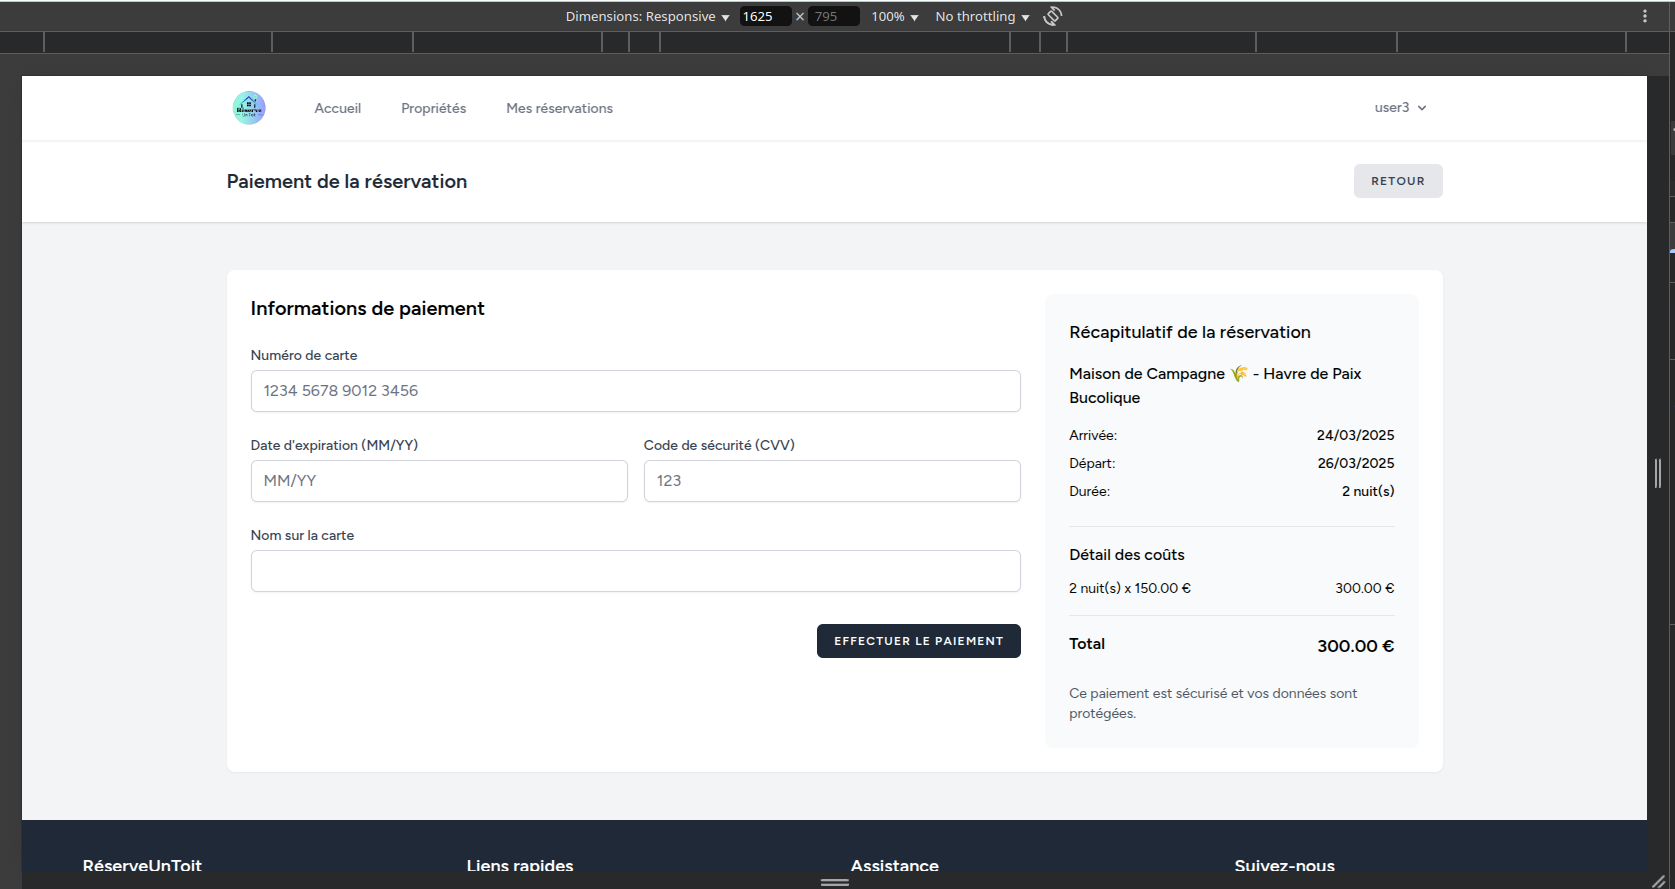 Dimensions: Responsive ▼ 1625 × 795 100% ▼ No throttling ▼
Réserve
Un Toit
Accueil Propriétés Mes réservations user3
Paiement de la réservation RETOUR
Informations de paiement
Numéro de carte
1234 5678 9012 3456
Date d'expiration (MM/YY) Code de sécurité (CVV)
MM/YY 123
Nom sur la carte
EFFECTUER LE PAIEMENT
Récapitulatif de la réservation
Maison de Campagne 🌾 - Havre de Paix
Bucolique
Arrivée: 24/03/2025
Départ: 26/03/2025
Durée: 2 nuit(s)
Détail des coûts
2 nuit(s) x 150.00 € 300.00 €
Total 300.00 €
Ce paiement est sécurisé et vos données sont
protégées.
RéserveUnToit Liens rapides Assistance Suivez-nous